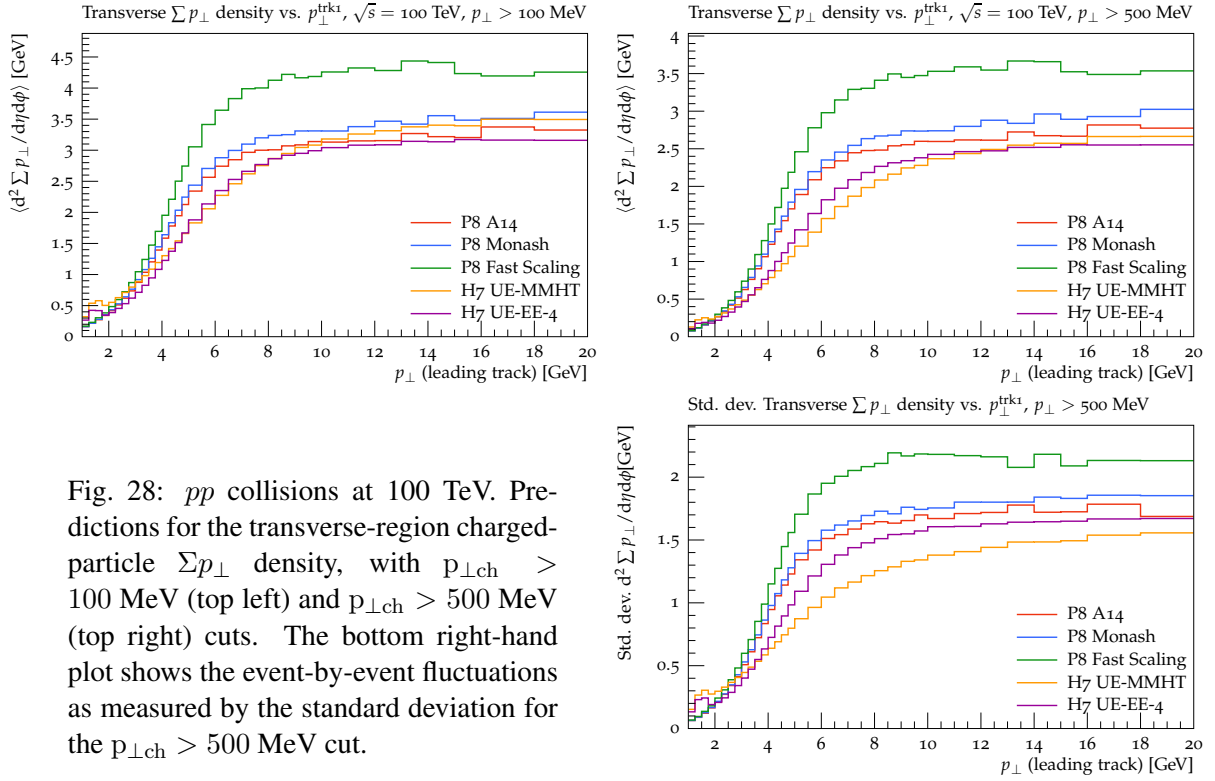 Transverse ∑ p⊥ density vs. p⊥^trk1, √s = 100 TeV, p⊥ > 100 MeV
⟨d² ∑ p⊥ / dηdϕ⟩ [GeV]
4.5
4
3.5
3
2.5
2
1.5
1
0.5
0
P8 A14
P8 Monash
P8 Fast Scaling
H7 UE-MMHT
H7 UE-EE-4
2 4 6 8 10 12 14 16 18 20
p⊥ (leading track) [GeV]
Transverse ∑ p⊥ density vs. p⊥^trk1, √s = 100 TeV, p⊥ > 500 MeV
⟨d² ∑ p⊥ / dηdϕ⟩ [GeV]
4
3.5
3
2.5
2
1.5
1
0.5
0
P8 A14
P8 Monash
P8 Fast Scaling
H7 UE-MMHT
H7 UE-EE-4
2 4 6 8 10 12 14 16 18 20
p⊥ (leading track) [GeV]
Fig. 28: pp collisions at 100 TeV. Pre-
dictions for the transverse-region charged-
particle Σp⊥ density, with p⊥ch >
100 MeV (top left) and p⊥ch > 500 MeV
(top right) cuts. The bottom right-hand
plot shows the event-by-event fluctuations
as measured by the standard deviation for
the p⊥ch > 500 MeV cut.
Std. dev. Transverse ∑ p⊥ density vs. p⊥^trk1, p⊥ > 500 MeV
Std. dev. d² ∑ p⊥ / dηdϕ[GeV]
2
1.5
1
0.5
0
P8 A14
P8 Monash
P8 Fast Scaling
H7 UE-MMHT
H7 UE-EE-4
2 4 6 8 10 12 14 16 18 20
p⊥ (leading track) [GeV]